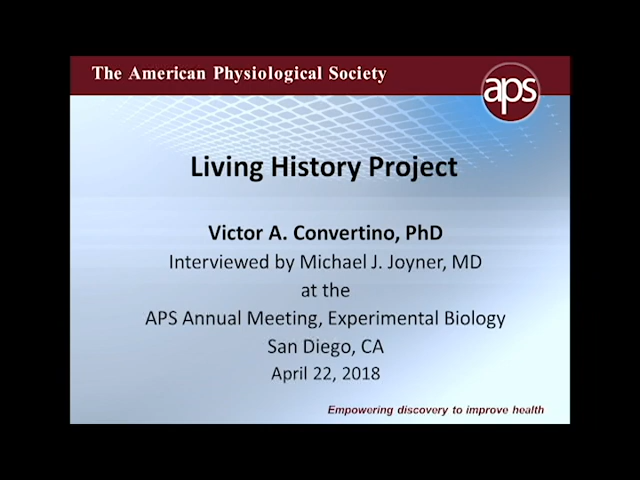 The American Physiological Society
aps
Living History Project
Victor A. Convertino, PhD
Interviewed by Michael J. Joyner, MD
at the
APS Annual Meeting, Experimental Biology
San Diego, CA
April 22, 2018
Empowering discovery to improve health